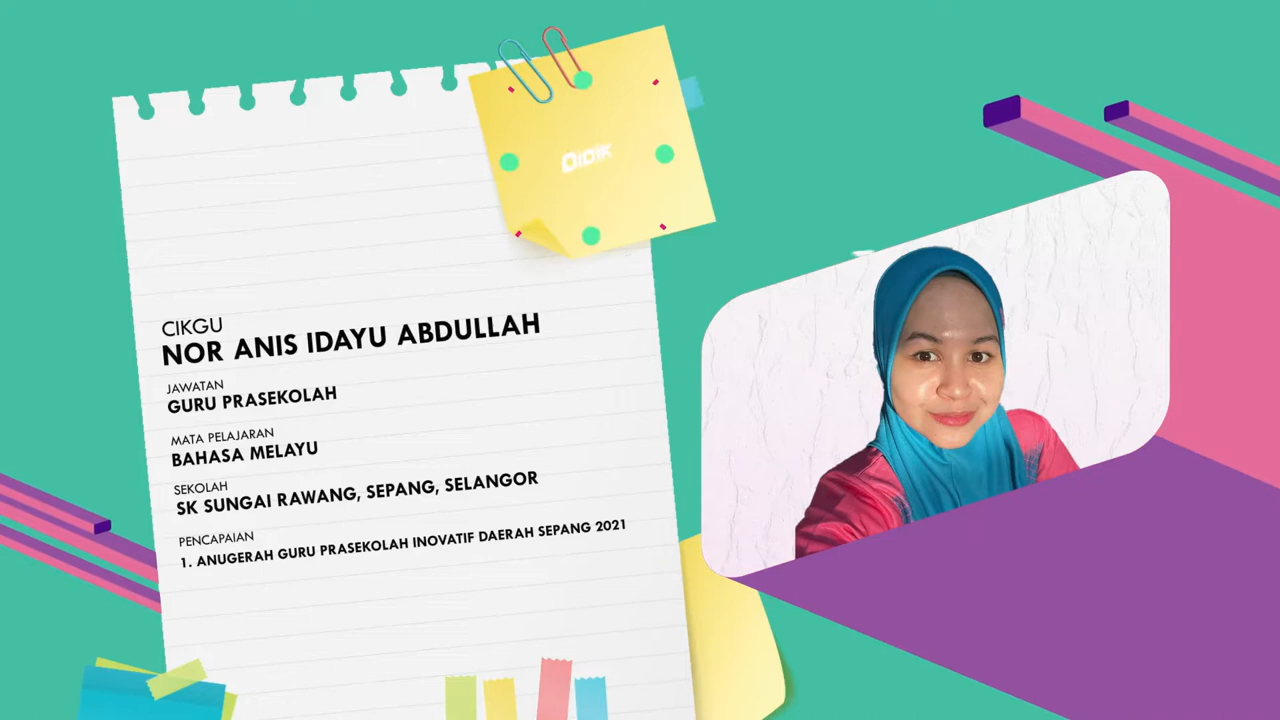 DIDIK
CIKGU
NOR ANIS IDAYU ABDULLAH
JAWATAN
GURU PRASEKOLAH
MATA PELAJARAN
BAHASA MELAYU
SEKOLAH
SK SUNGAI RAWANG, SEPANG, SELANGOR
PENCAPAIAN
1. ANUGERAH GURU PRASEKOLAH INOVATIF DAERAH SEPANG 2021